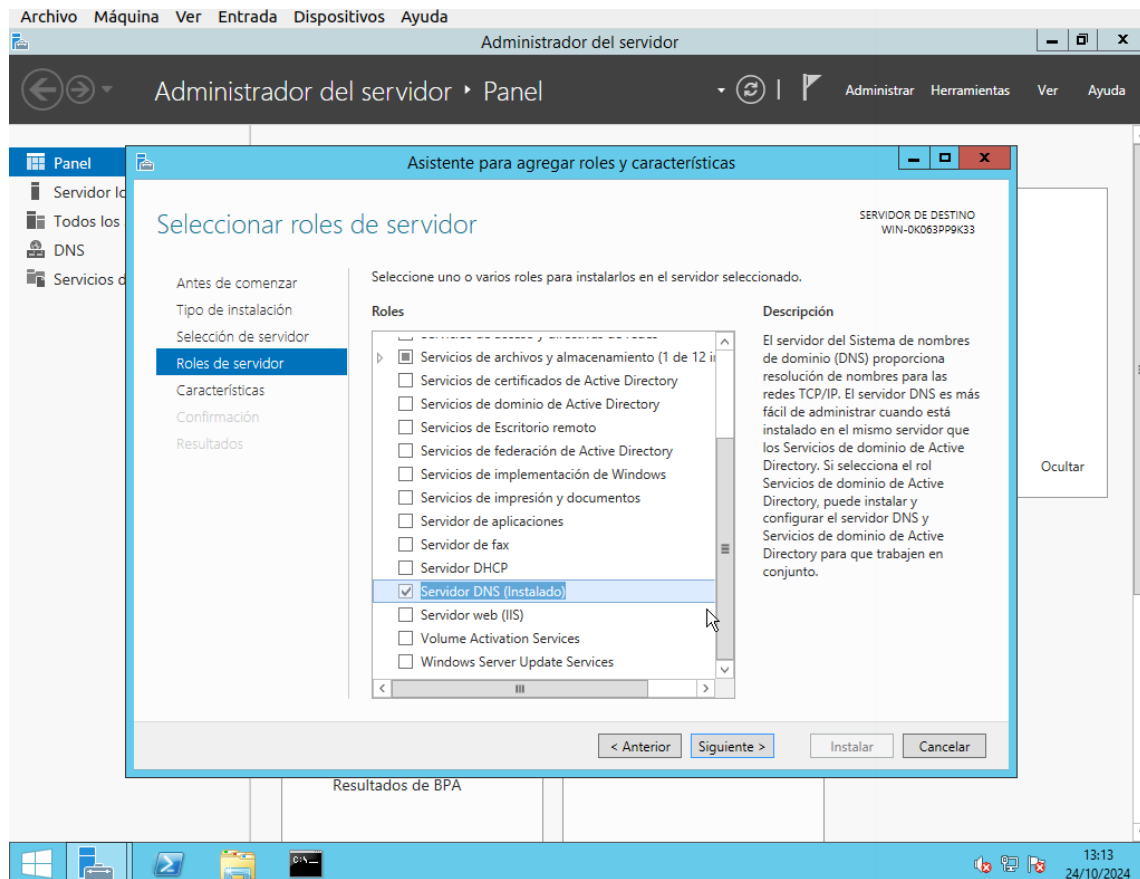 Archivo Máquina Ver Entrada Dispositivos Ayuda
Administrador del servidor
Administrador del servidor ‣ Panel
Administrar Herramientas Ver Ayuda
Panel
Servidor lo
Todos los
DNS
Servicios d
Asistente para agregar roles y características
Seleccionar roles de servidor
SERVIDOR DE DESTINO
WIN-0K063PP9K33
Antes de comenzar
Tipo de instalación
Selección de servidor
Roles de servidor
Características
Confirmación
Resultados
Seleccione uno o varios roles para instalarlos en el servidor seleccionado.
Roles
Servicios de archivos y almacenamiento (1 de 12 i
Servicios de certificados de Active Directory
Servicios de dominio de Active Directory
Servicios de Escritorio remoto
Servicios de federación de Active Directory
Servicios de implementación de Windows
Servicios de impresión y documentos
Servidor de aplicaciones
Servidor de fax
Servidor DHCP
Servidor DNS (Instalado)
Servidor web (IIS)
Volume Activation Services
Windows Server Update Services
Descripción
El servidor del Sistema de nombres
de dominio (DNS) proporciona
resolución de nombres para las
redes TCP/IP. El servidor DNS es más
fácil de administrar cuando está
instalado en el mismo servidor que
los Servicios de dominio de Active
Directory. Si selecciona el rol
Servicios de dominio de Active
Directory, puede instalar y
configurar el servidor DNS y
Servicios de dominio de Active
Directory para que trabajen en
conjunto.
Ocultar
< Anterior Siguiente > Instalar Cancelar
Resultados de BPA
13:13
24/10/2024